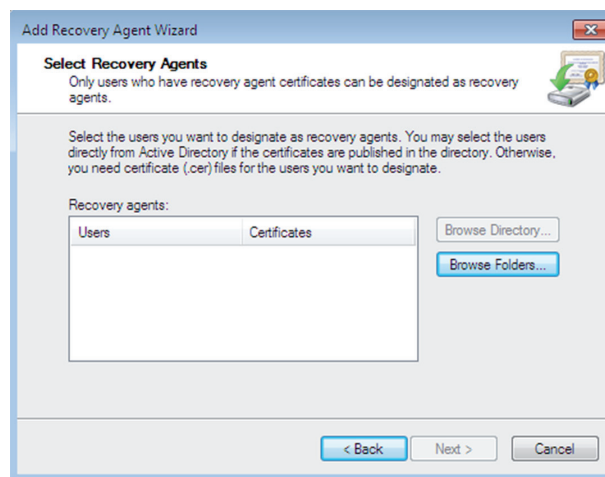 Add Recovery Agent Wizard
Select Recovery Agents
Only users who have recovery agent certificates can be designated as recovery
agents.
Select the users you want to designate as recovery agents. You may select the users
directly from Active Directory if the certificates are published in the directory. Otherwise,
you need certificate (.cer) files for the users you want to designate.
Recovery agents:
Users Certificates
Browse Directory...
Browse Folders...
< Back Next > Cancel